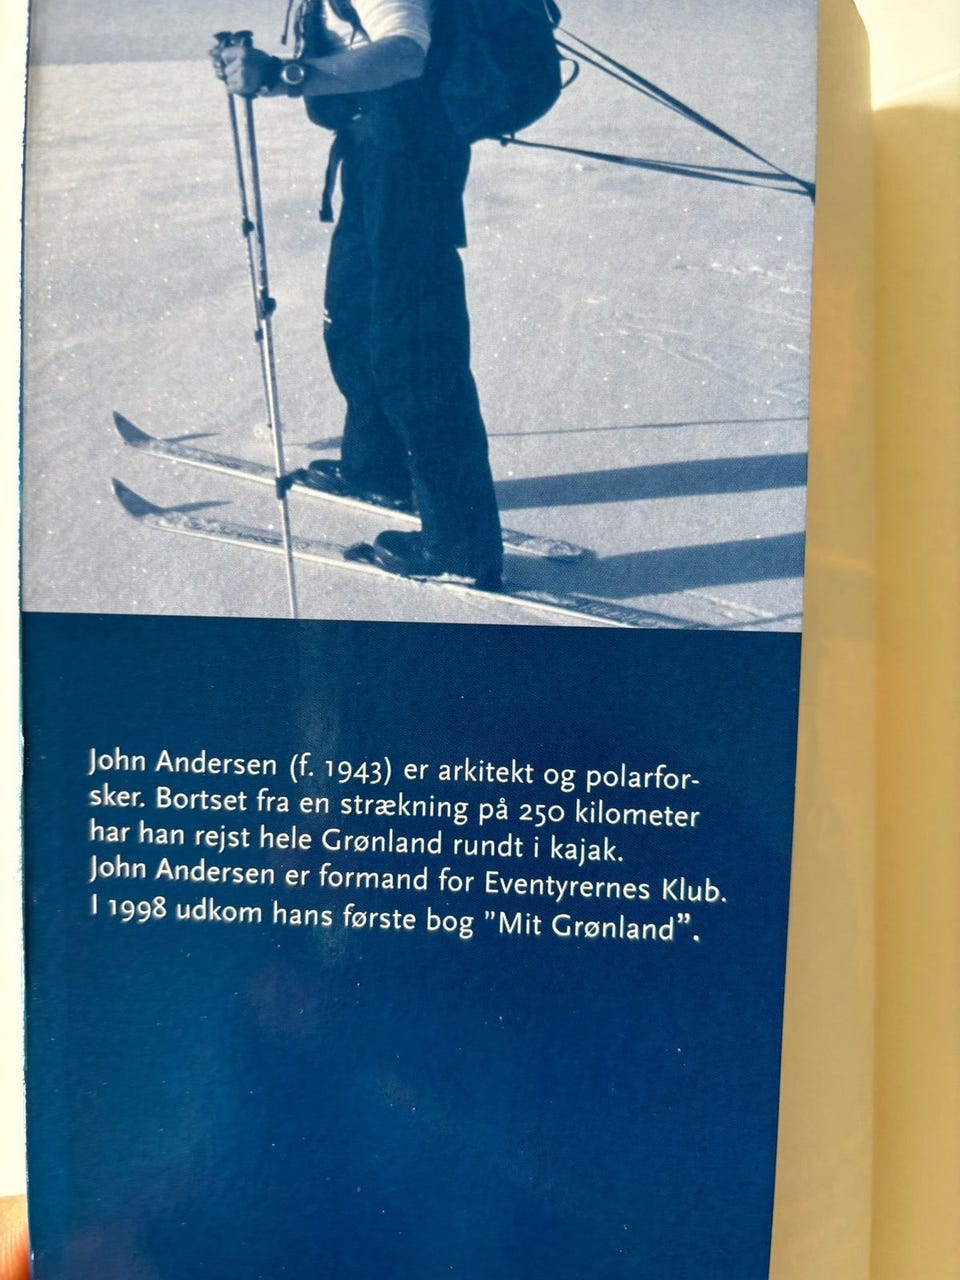 John Andersen (f. 1943) er arkitekt og polarfor-
sker. Bortset fra en strækning på 250 kilometer
har han rejst hele Grønland rundt i kajak.
John Andersen er formand for Eventyrernes Klub.
I 1998 udkom hans første bog ”Mit Grønland”.